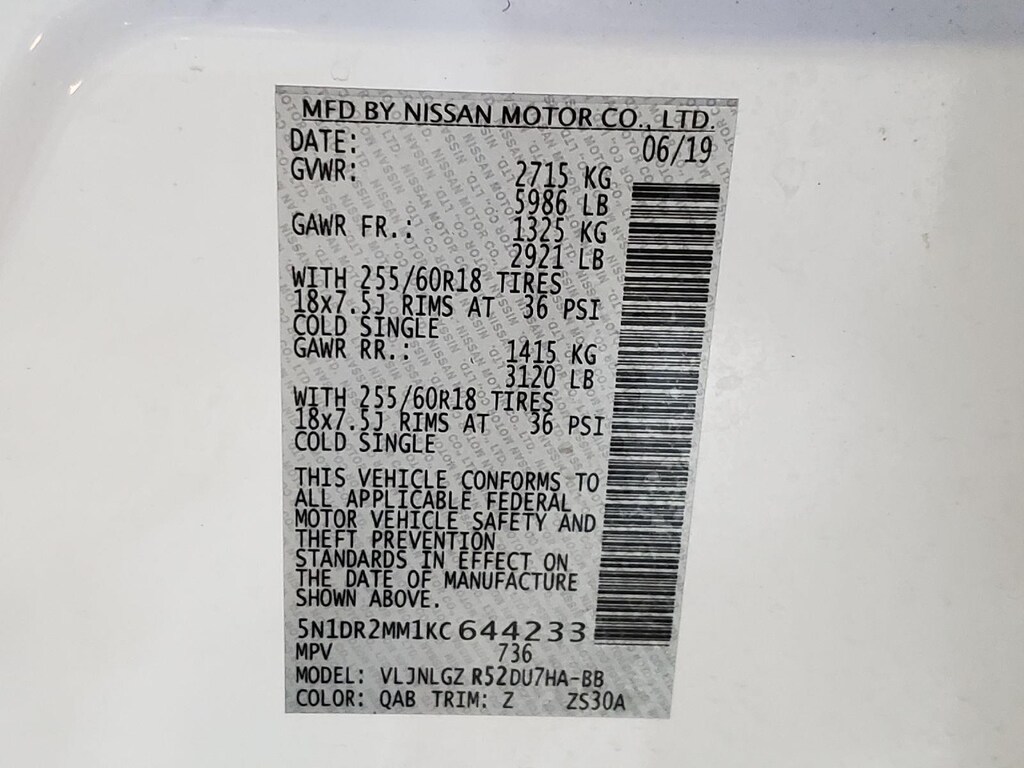 MFD BY NISSAN MOTOR CO., LTD.
DATE: 06/19
GVWR: 2715 KG
5986 LB
GAWR FR.: 1325 KG
2921 LB
WITH 255/60R18 TIRES
18x7.5J RIMS AT 36 PSI
COLD SINGLE
GAWR RR.: 1415 KG
3120 LB
WITH 255/60R18 TIRES
18x7.5J RIMS AT 36 PSI
COLD SINGLE
THIS VEHICLE CONFORMS TO
ALL APPLICABLE FEDERAL
MOTOR VEHICLE SAFETY AND
THEFT PREVENTION
STANDARDS IN EFFECT ON
THE DATE OF MANUFACTURE
SHOWN ABOVE.
5N1DR2MM1KC 644233
MPV 736
MODEL: VLJNLGZ R52DU7HA-BB
COLOR: QAB TRIM: Z ZS30A